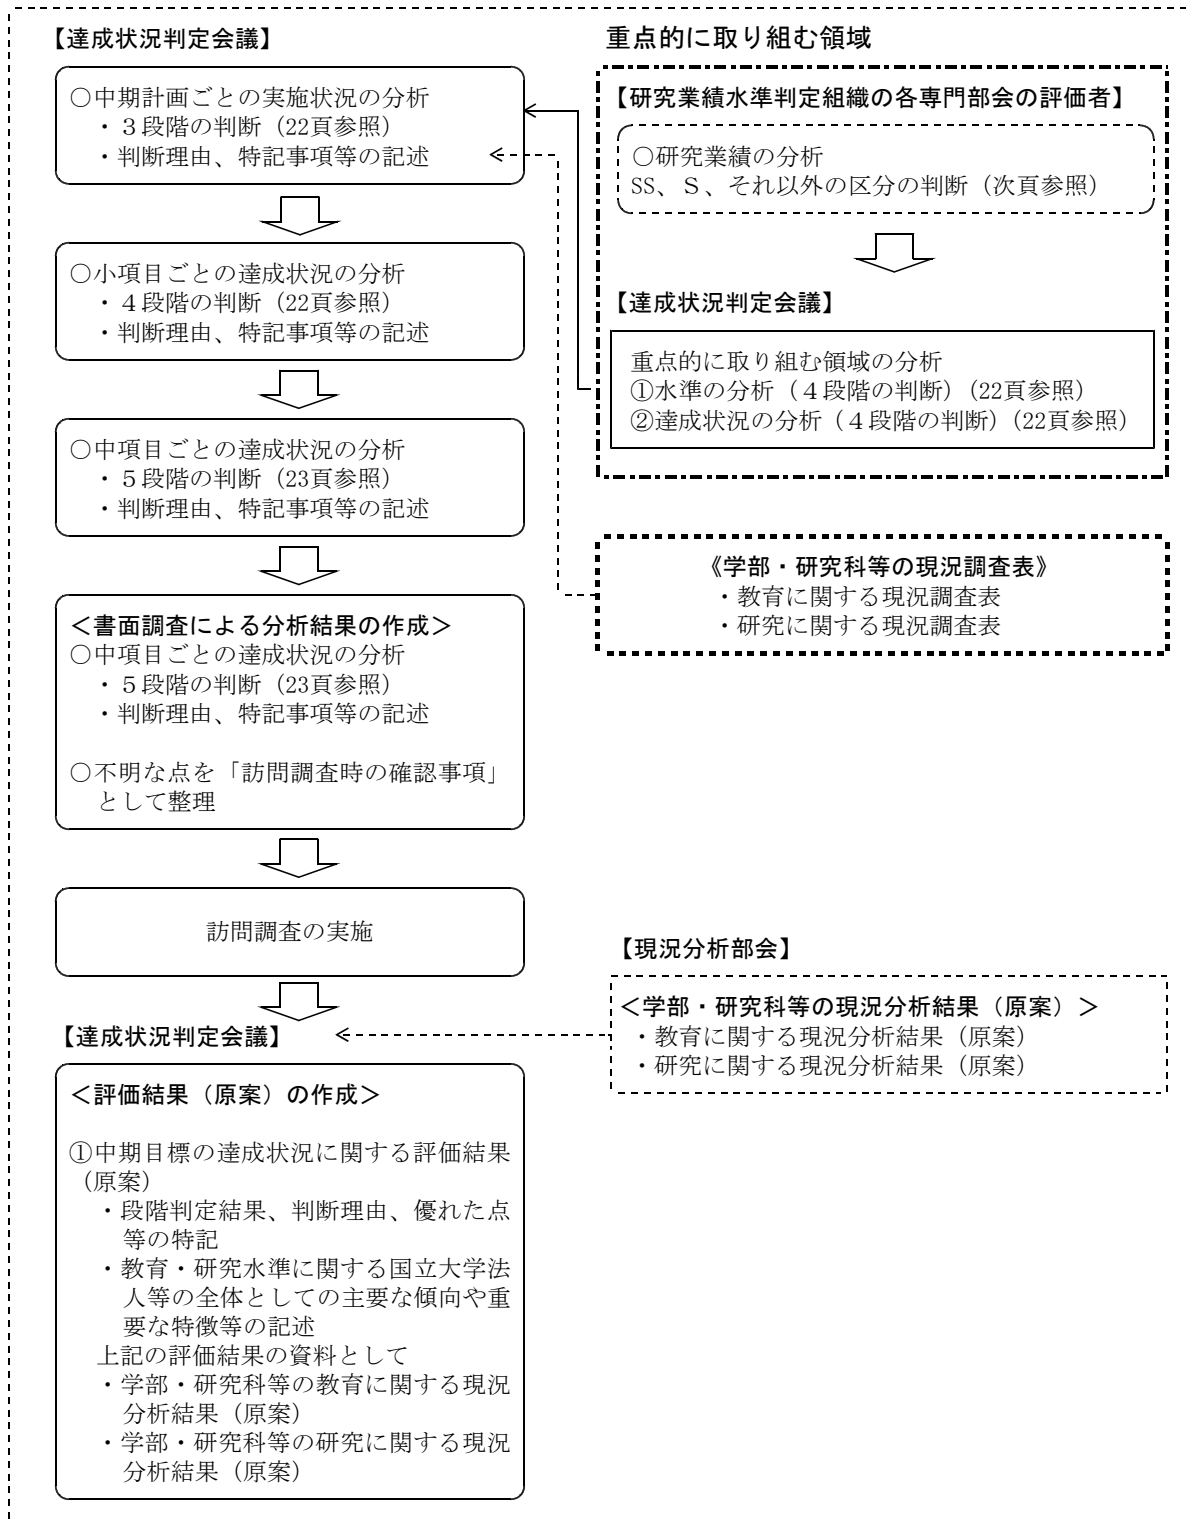 【達成状況判定会議】
○中期計画ごとの実施状況の分析
・３段階の判断（22頁参照）
・判断理由、特記事項等の記述
○小項目ごとの達成状況の分析
・４段階の判断（22頁参照）
・判断理由、特記事項等の記述
○中項目ごとの達成状況の分析
・５段階の判断（23頁参照）
・判断理由、特記事項等の記述
＜書面調査による分析結果の作成＞
○中項目ごとの達成状況の分析
・５段階の判断（23頁参照）
・判断理由、特記事項等の記述
○不明な点を「訪問調査時の確認事項」
として整理
訪問調査の実施
【達成状況判定会議】
＜評価結果（原案）の作成＞
①中期目標の達成状況に関する評価結果
（原案）
・段階判定結果、判断理由、優れた点
等の特記
・教育・研究水準に関する国立大学法
人等の全体としての主要な傾向や重
要な特徴等の記述
上記の評価結果の資料として
・学部・研究科等の教育に関する現況
分析結果（原案）
・学部・研究科等の研究に関する現況
分析結果（原案）
重点的に取り組む領域
【研究業績水準判定組織の各専門部会の評価者】
○研究業績の分析
SS、Ｓ、それ以外の区分の判断（次頁参照）
【達成状況判定会議】
重点的に取り組む領域の分析
①水準の分析（４段階の判断）（22頁参照）
②達成状況の分析（４段階の判断）（22頁参照）
《学部・研究科等の現況調査表》
・教育に関する現況調査表
・研究に関する現況調査表
【現況分析部会】
＜学部・研究科等の現況分析結果（原案）＞
・教育に関する現況分析結果（原案）
・研究に関する現況分析結果（原案）